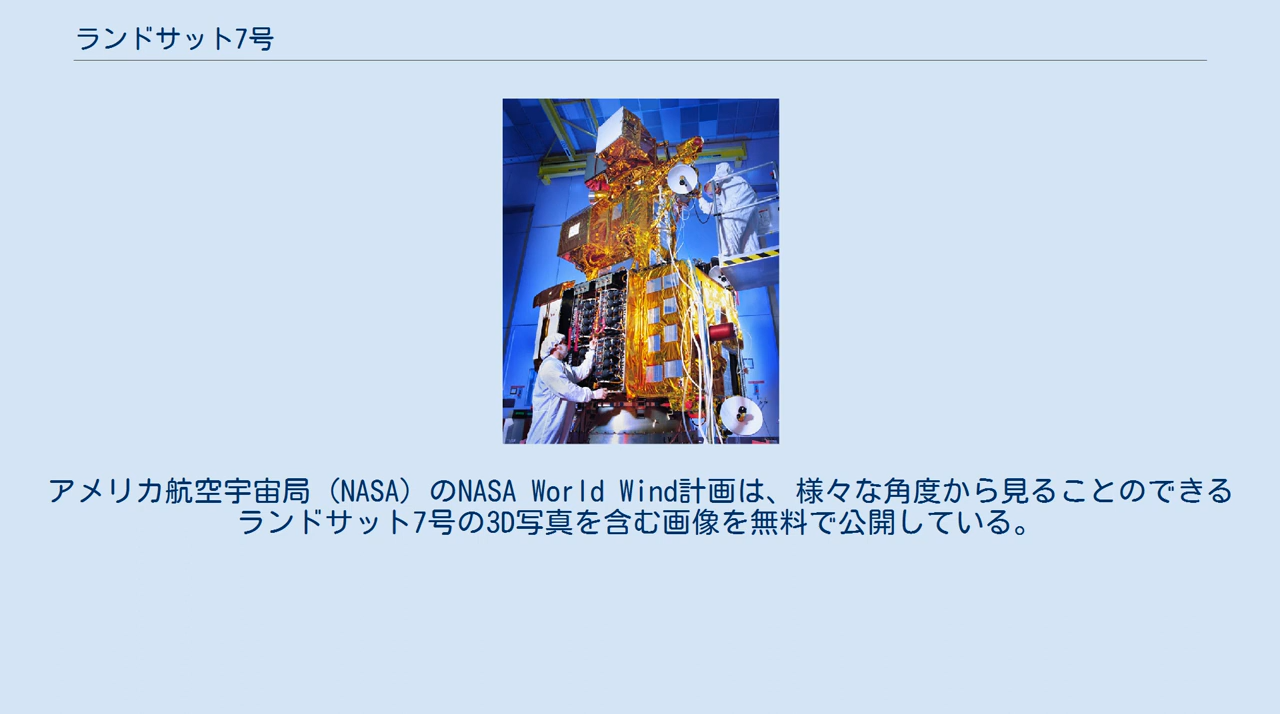 ランドサット7号
アメリカ航空宇宙局（NASA）のNASA World Wind計画は、様々な角度から見ることのできる
ランドサット7号の3D写真を含む画像を無料で公開している。